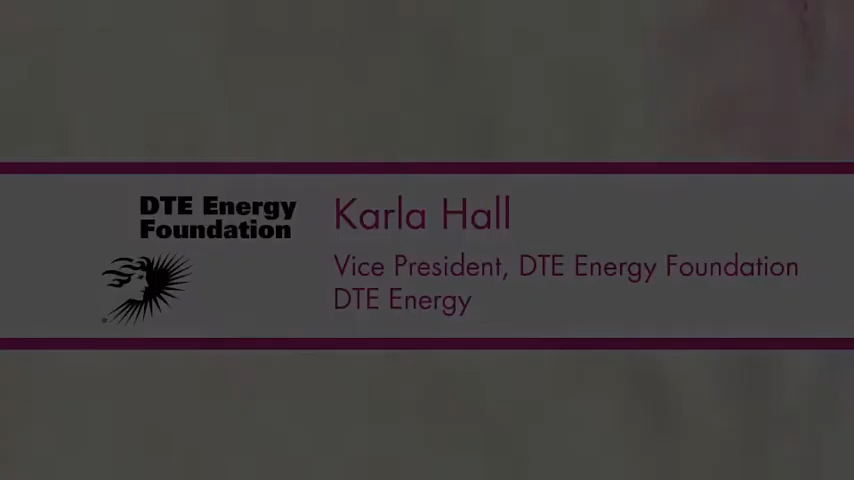 DTE Energy
Foundation
Karla Hall
Vice President, DTE Energy Foundation
DTE Energy